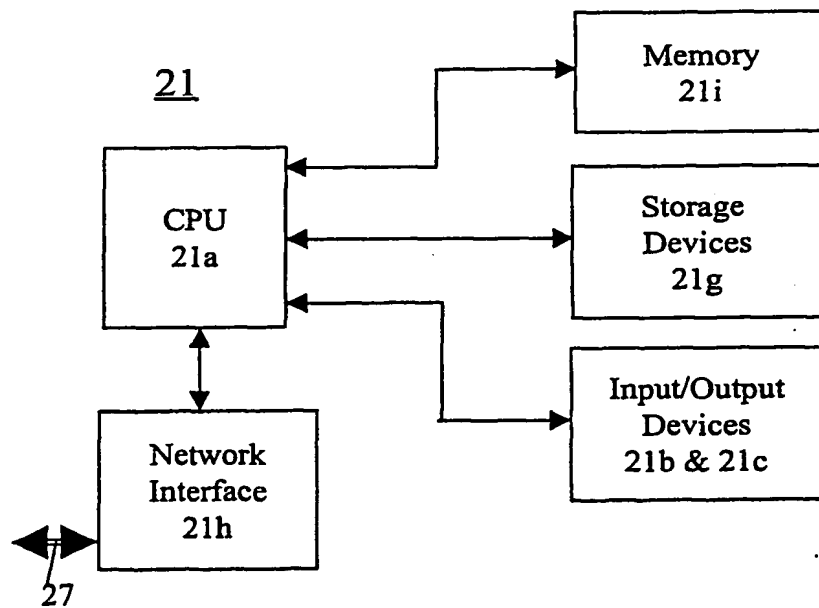 21
Memory
21i
CPU
21a
Storage
Devices
21g
Input/Output
Devices
21b & 21c
Network
Interface
21h
27